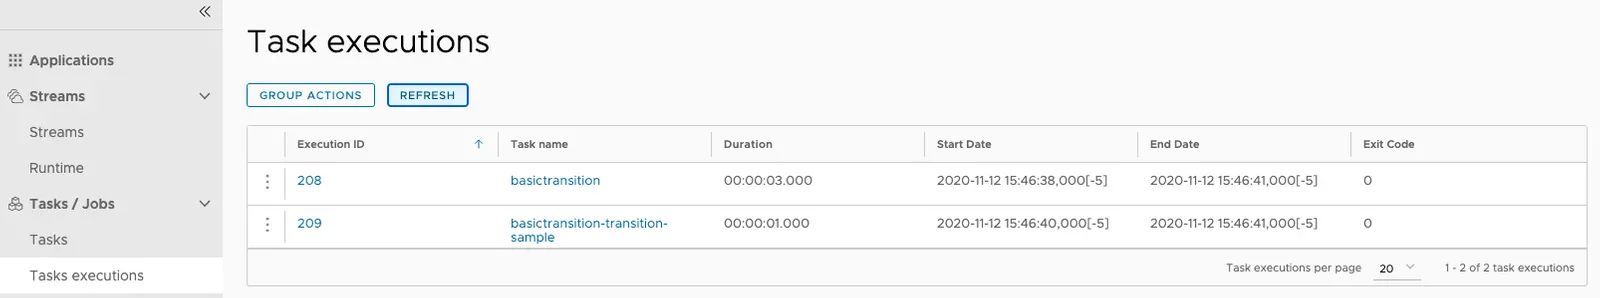 Applications
Streams
Streams
Runtime
Tasks / Jobs
Tasks
Tasks executions
Task executions
GROUP ACTIONS REFRESH
Execution ID Task name Duration Start Date End Date Exit Code
208 basictransition 00:00:03.000 2020-11-12 15:46:38,000[-5] 2020-11-12 15:46:41,000[-5] 0
209 basictransition-transition- 00:00:01.000 2020-11-12 15:46:40,000[-5] 2020-11-12 15:46:41,000[-5] 0
sample
Task executions per page 20 1 - 2 of 2 task executions